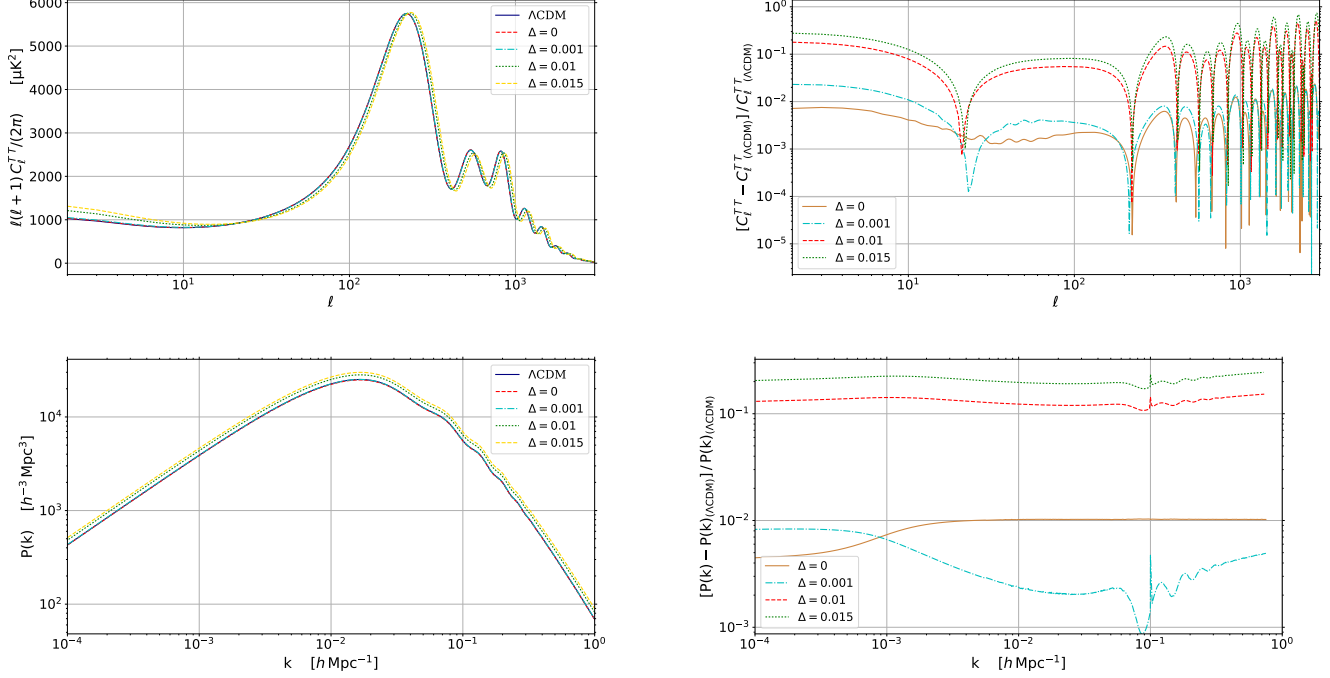 6000
5000
4000
3000
2000
1000
0
ℓ(ℓ + 1) C_ℓ^{TT}/(2π) [μK²]
10¹ 10² 10³
ℓ
ΛCDM
Δ = 0
Δ = 0.001
Δ = 0.01
Δ = 0.015
10⁰
10⁻¹
10⁻²
10⁻³
10⁻⁴
10⁻⁵
[C_ℓ^{TT} − C_ℓ^{TT}_{(ΛCDM)}] / C_ℓ^{TT}_{(ΛCDM)}
10¹ 10² 10³
ℓ
Δ = 0
Δ = 0.001
Δ = 0.01
Δ = 0.015
10⁴
10³
10²
P(k) [h⁻³ Mpc³]
10⁻⁴ 10⁻³ 10⁻² 10⁻¹ 10⁰
k [h Mpc⁻¹]
ΛCDM
Δ = 0
Δ = 0.001
Δ = 0.01
Δ = 0.015
10⁻¹
10⁻²
10⁻³
[P(k) − P(k)_{(ΛCDM)}] / P(k)_{(ΛCDM)}
10⁻⁴ 10⁻³ 10⁻² 10⁻¹ 10⁰
k [h Mpc⁻¹]
Δ = 0
Δ = 0.001
Δ = 0.01
Δ = 0.015